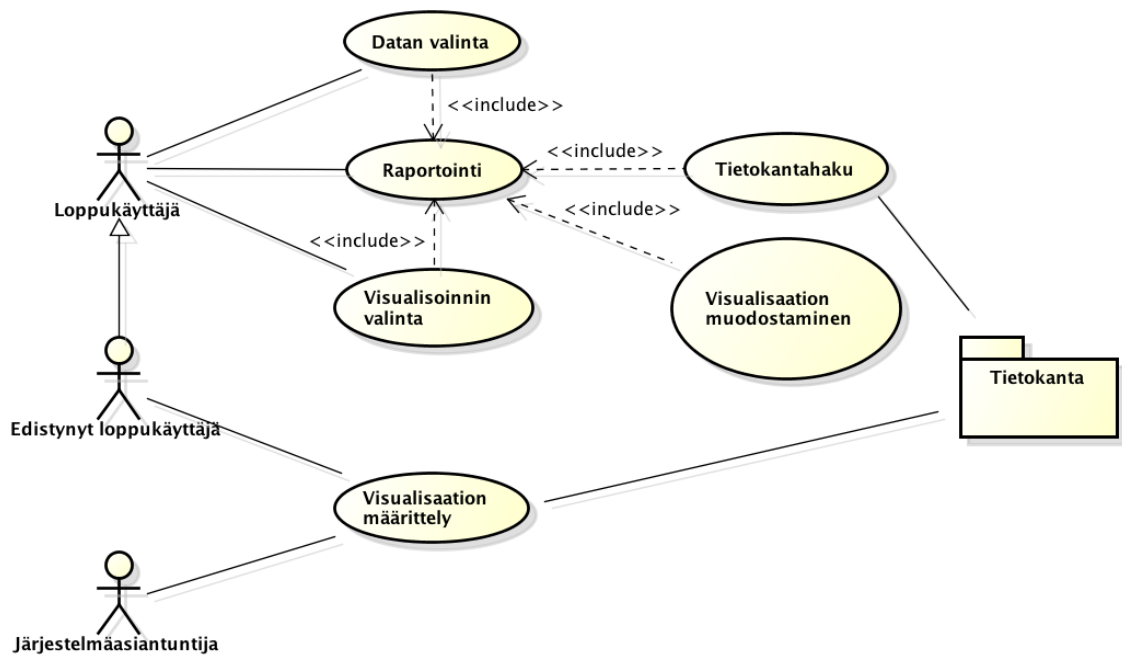 Datan valinta
<<include>>
<<include>>
Raportointi
Tietokantahaku
Loppukäyttäjä
<<include>>
<<include>>
Visualisoinnin
valinta
Visualisaation
muodostaminen
Tietokanta
Edistynyt loppukäyttäjä
Visualisaation
määrittely
Järjestelmäasiantuntija